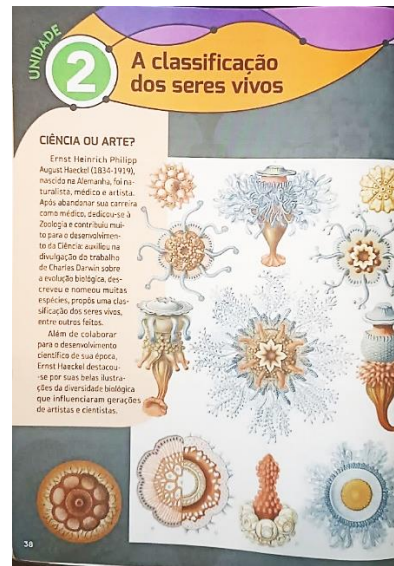 UNIDADE
2
A classificação
dos seres vivos
CIÊNCIA OU ARTE?
Ernst Heinrich Philipp
August Haeckel (1834-1919),
nascido na Alemanha, foi na-
turalista, médico e artista.
Após abandonar sua carreira
como médico, dedicou-se à
Zoologia e contribuiu mui-
to para o desenvolvimen-
to da Ciência: auxiliou na
divulgação do trabalho
de Charles Darwin sobre
a evolução biológica, des-
creveu e nomeou muitas
espécies, propôs uma clas-
sificação dos seres vivos,
entre outros feitos.
Além de colaborar
para o desenvolvimento
científico de sua época,
Ernst Haeckel destacou-
-se por suas belas ilustra-
ções da diversidade biológica
que influenciaram gerações
de artistas e cientistas.
38